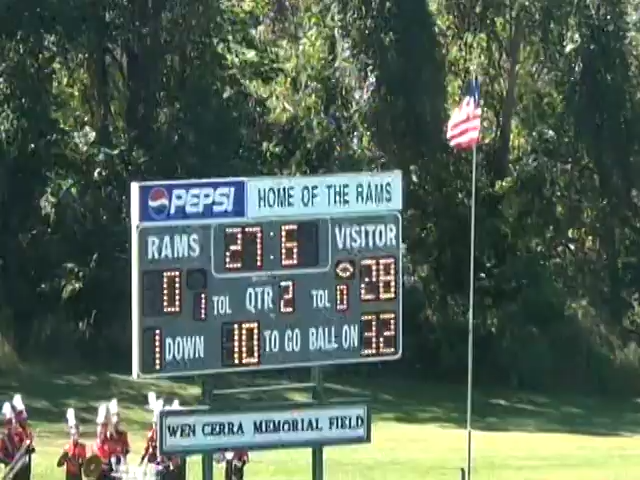 PEPSI HOME OF THE RAMS
RAMS 27:6 VISITOR
0 1 TOL QTR 2 TOL 0 28
1 DOWN 10 TO GO BALL ON 32
WEN CERRA MEMORIAL FIELD